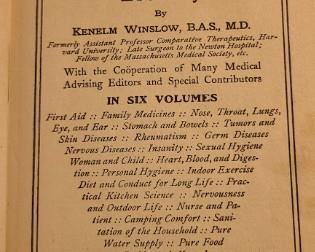 By
KENELM WINSLOW, B.A.S., M.D.
Formerly Assistant Professor Comparative Therapeutics, Har-
vard University; Late Surgeon to the Newton Hospital;
Fellow of the Massachusetts Medical Society, etc.
With the Coöperation of Many Medical
Advising Editors and Special Contributors
IN SIX VOLUMES
First Aid :: Family Medicines :: Nose, Throat, Lungs,
Eye, and Ear :: Stomach and Bowels :: Tumors and
Skin Diseases :: Rheumatism :: Germ Diseases
Nervous Diseases :: Insanity :: Sexual Hygiene
Woman and Child :: Heart, Blood, and Diges-
tion :: Personal Hygiene :: Indoor Exercise
Diet and Conduct for Long Life :: Prac-
tical Kitchen Science :: Nervousness
and Outdoor Life :: Nurse and Pa-
tient :: Camping Comfort :: Sani-
tation of the Household :: Pure
Water Supply :: Pure Food